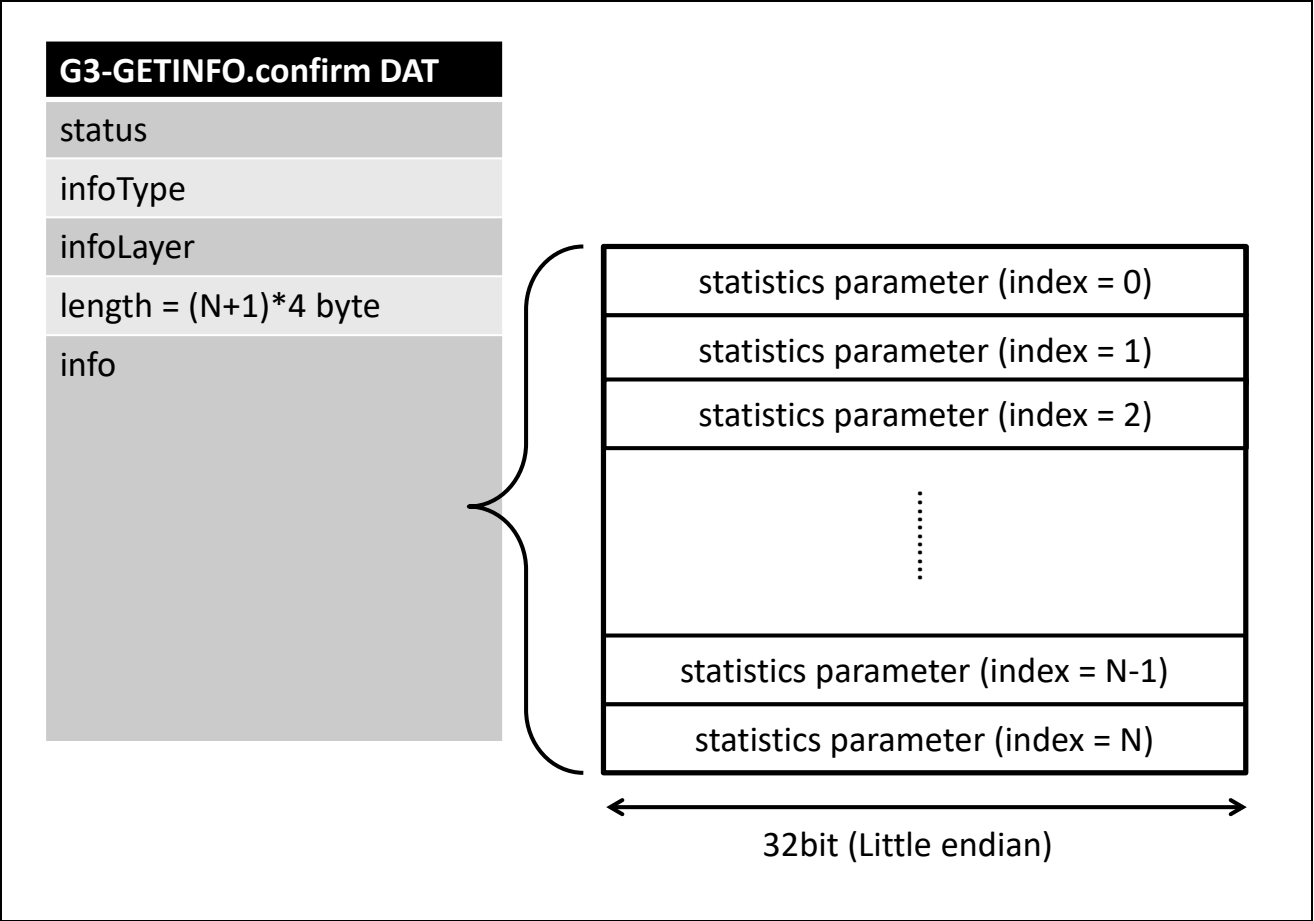 G3-GETINFO.confirm DAT
status
infoType
infoLayer
length = (N+1)*4 byte
info
statistics parameter (index = 0)
statistics parameter (index = 1)
statistics parameter (index = 2)
statistics parameter (index = N-1)
statistics parameter (index = N)
32bit (Little endian)